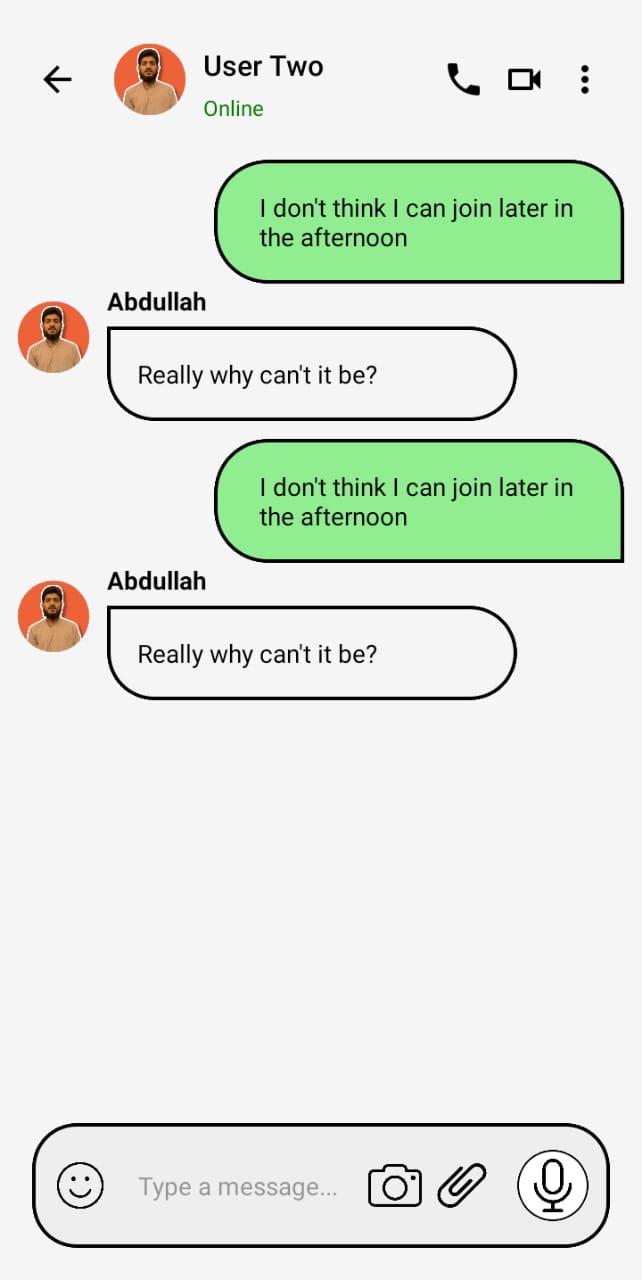 User Two
Online
I don't think I can join later in
the afternoon
Abdullah
Really why can't it be?
I don't think I can join later in
the afternoon
Abdullah
Really why can't it be?
Type a message...